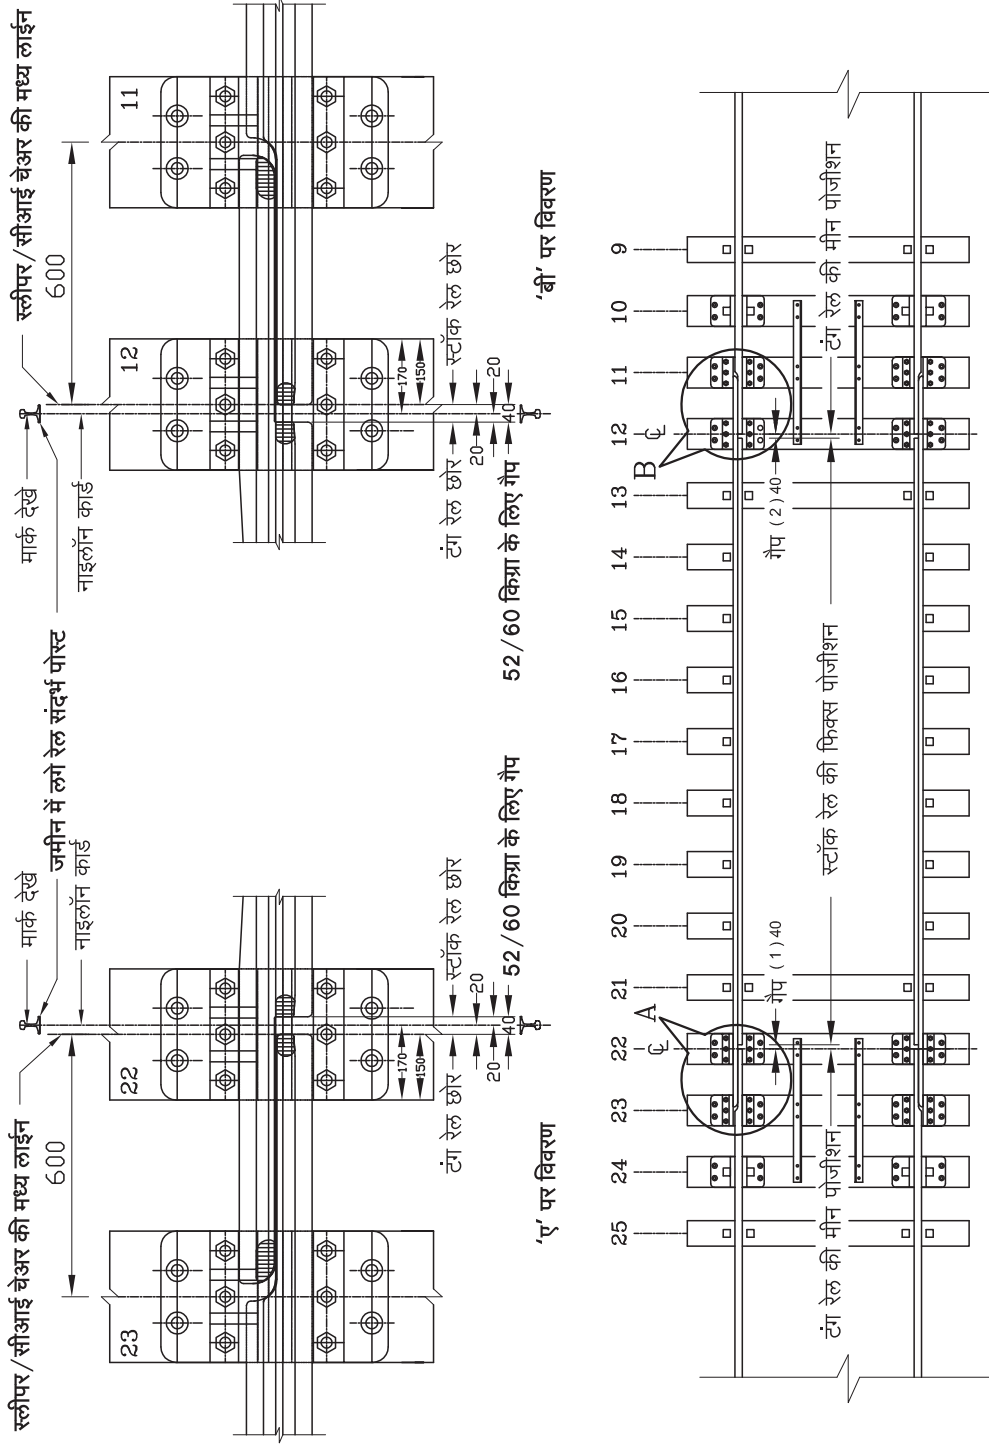 स्लीपर/सीआई चेअर की मध्य लाईन
600
मार्क देखे
जमीन में लगे रेल संदर्भ पोस्ट
नाइलॉन कार्ड
मार्क देखे
नाइलॉन कार्ड
स्लीपर/सीआई चेअर की मध्य लाईन
600
23
22
12
11
170
150
170
150
टंग रेल छोर
स्टॉक रेल छोर
20
20
40
52/60 किग्रा के लिए गॅप
टंग रेल छोर
स्टॉक रेल छोर
20
20
40
52/60 किग्रा के लिए गॅप
'ए' पर विवरण
'बी' पर विवरण
25
24
23
22
21
20
19
18
17
16
15
14
13
12
11
10
9
A
B
℄
℄
गॅप (1) 40
गॅप (2) 40
टंग रेल की मीन पोजीशन
स्टॉक रेल की फिक्स पोजीशन
टंग रेल की मीन पोजीशन